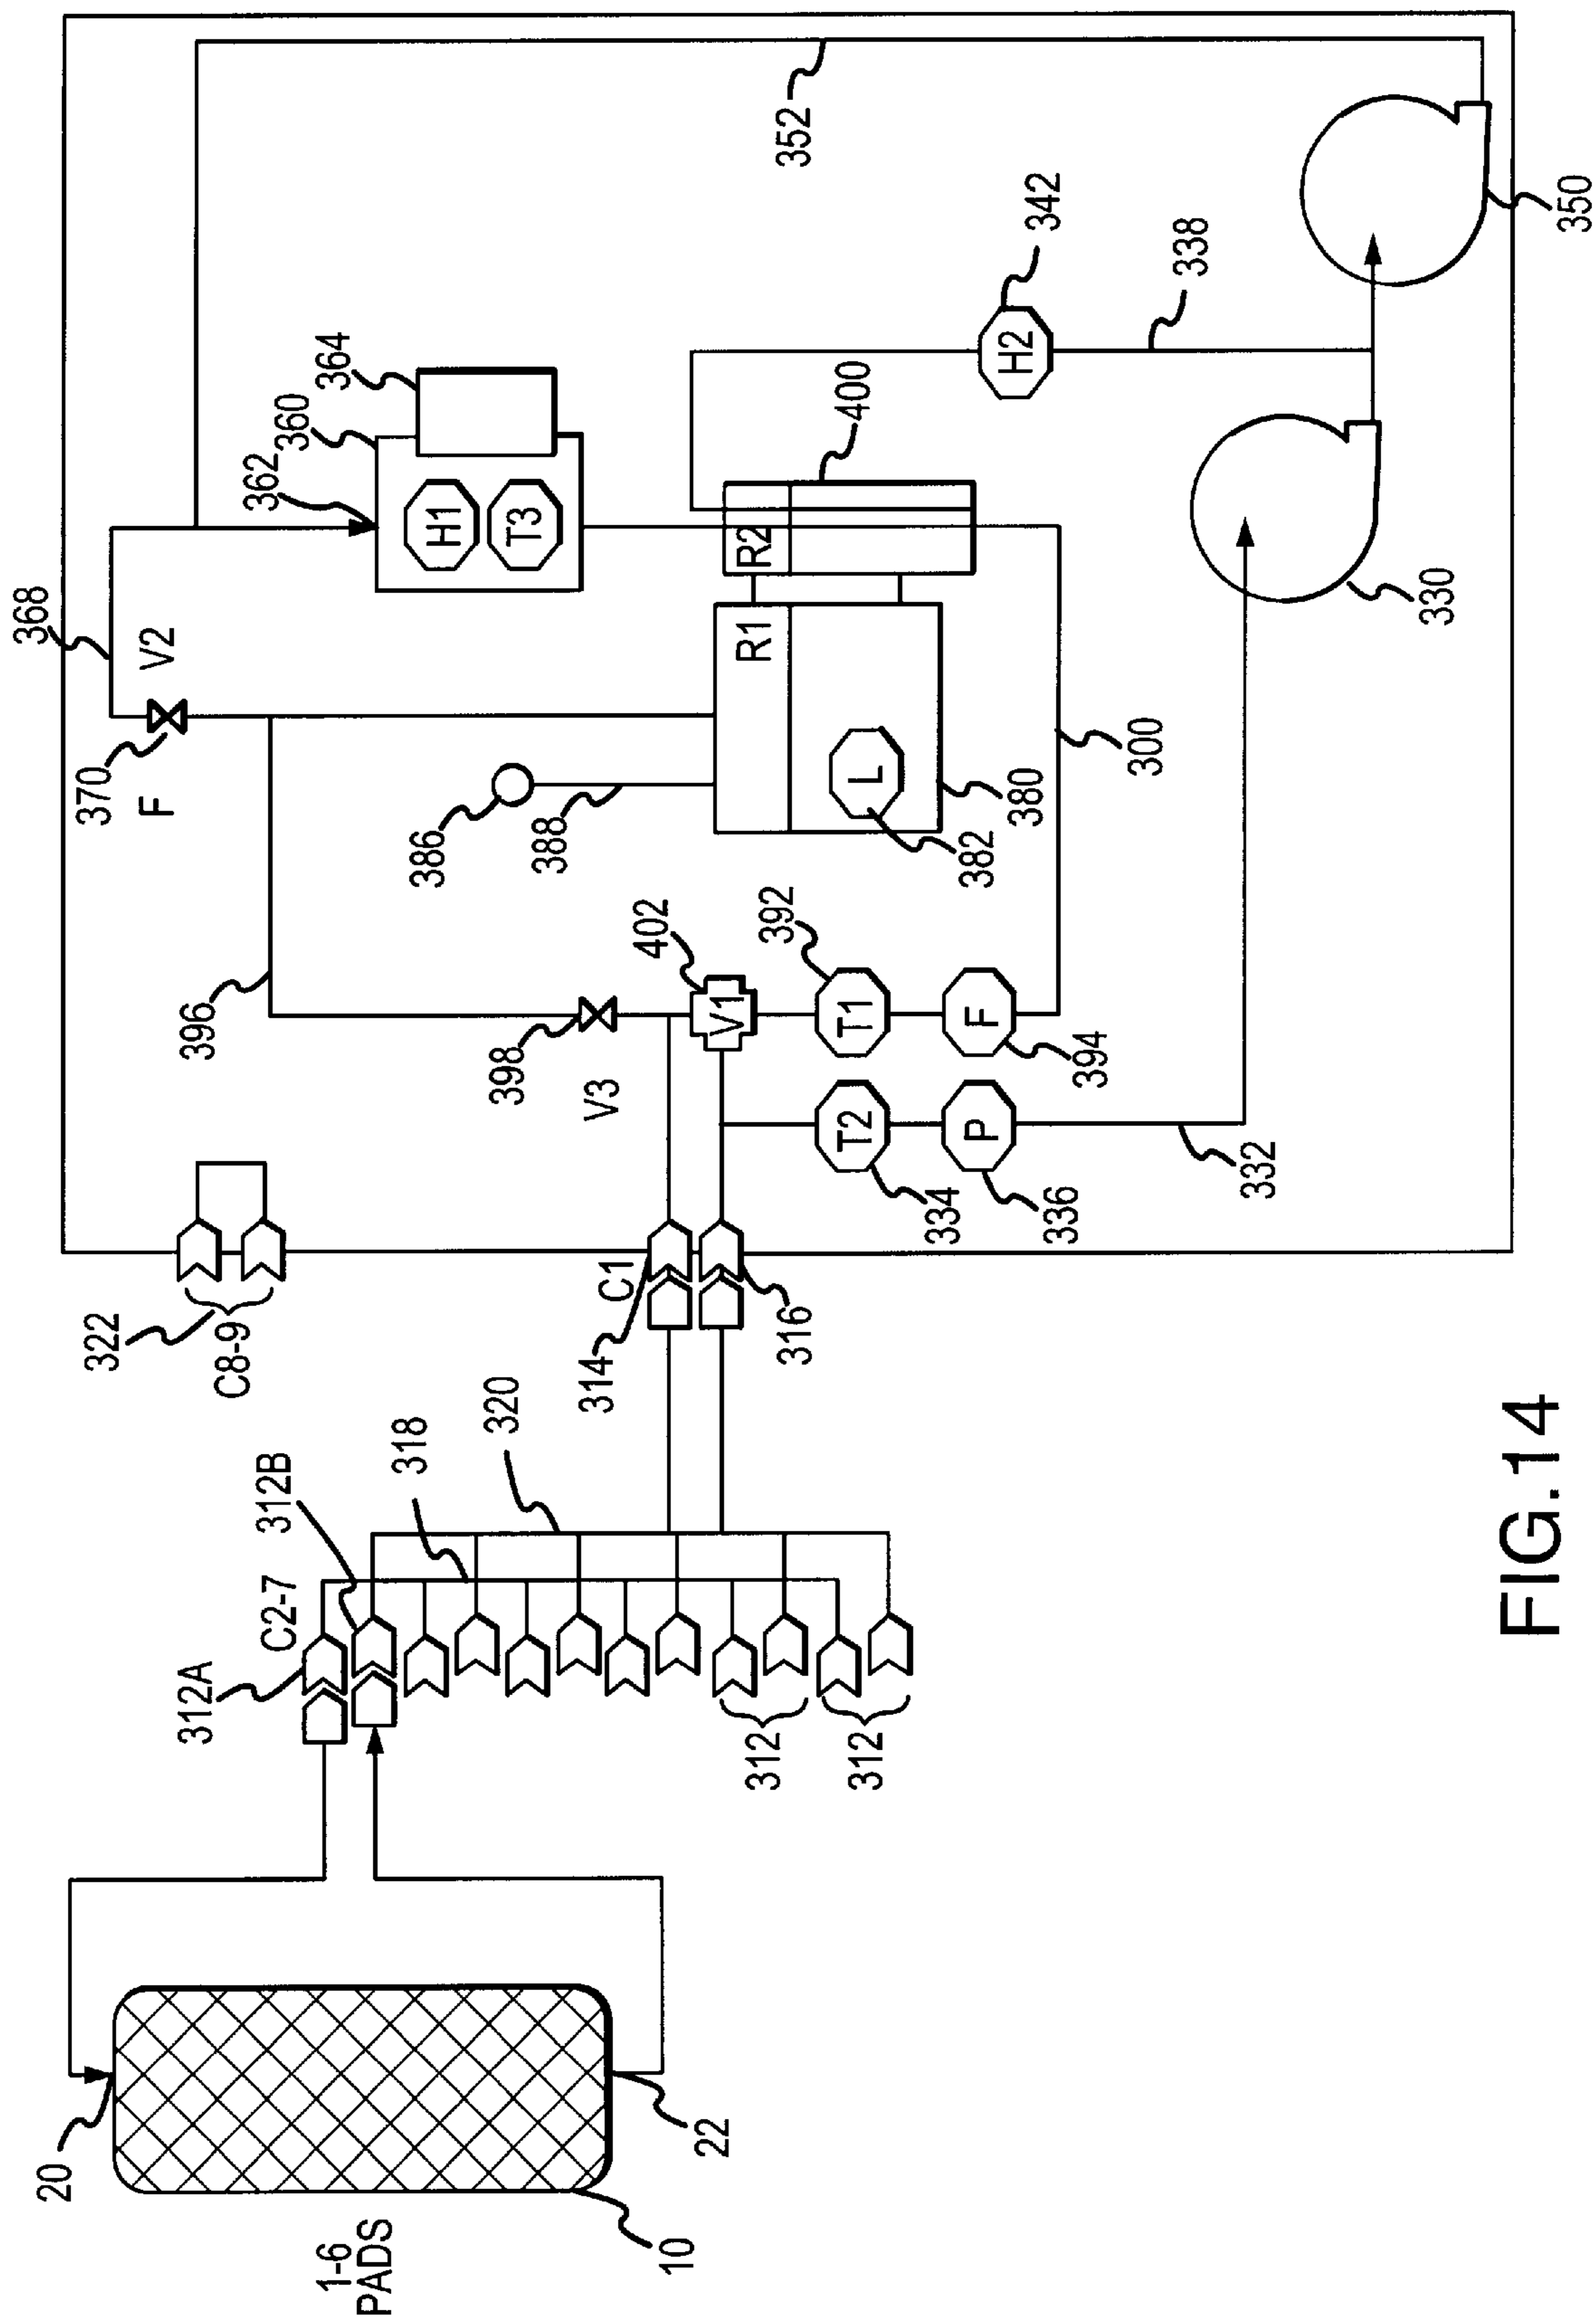 1-6
PADS
10
20
22
312A
312B
C2-7
318
320
312
312
322
C8-9
314
C1
316
396
398
V3
402
V1
T1
392
F
394
T2
334
P
336
332
368
V2
370
F
386
388
R1
L
382
380
300
362
360
364
H1
T3
R2
400
H2
342
338
352
330
350
FIG.14